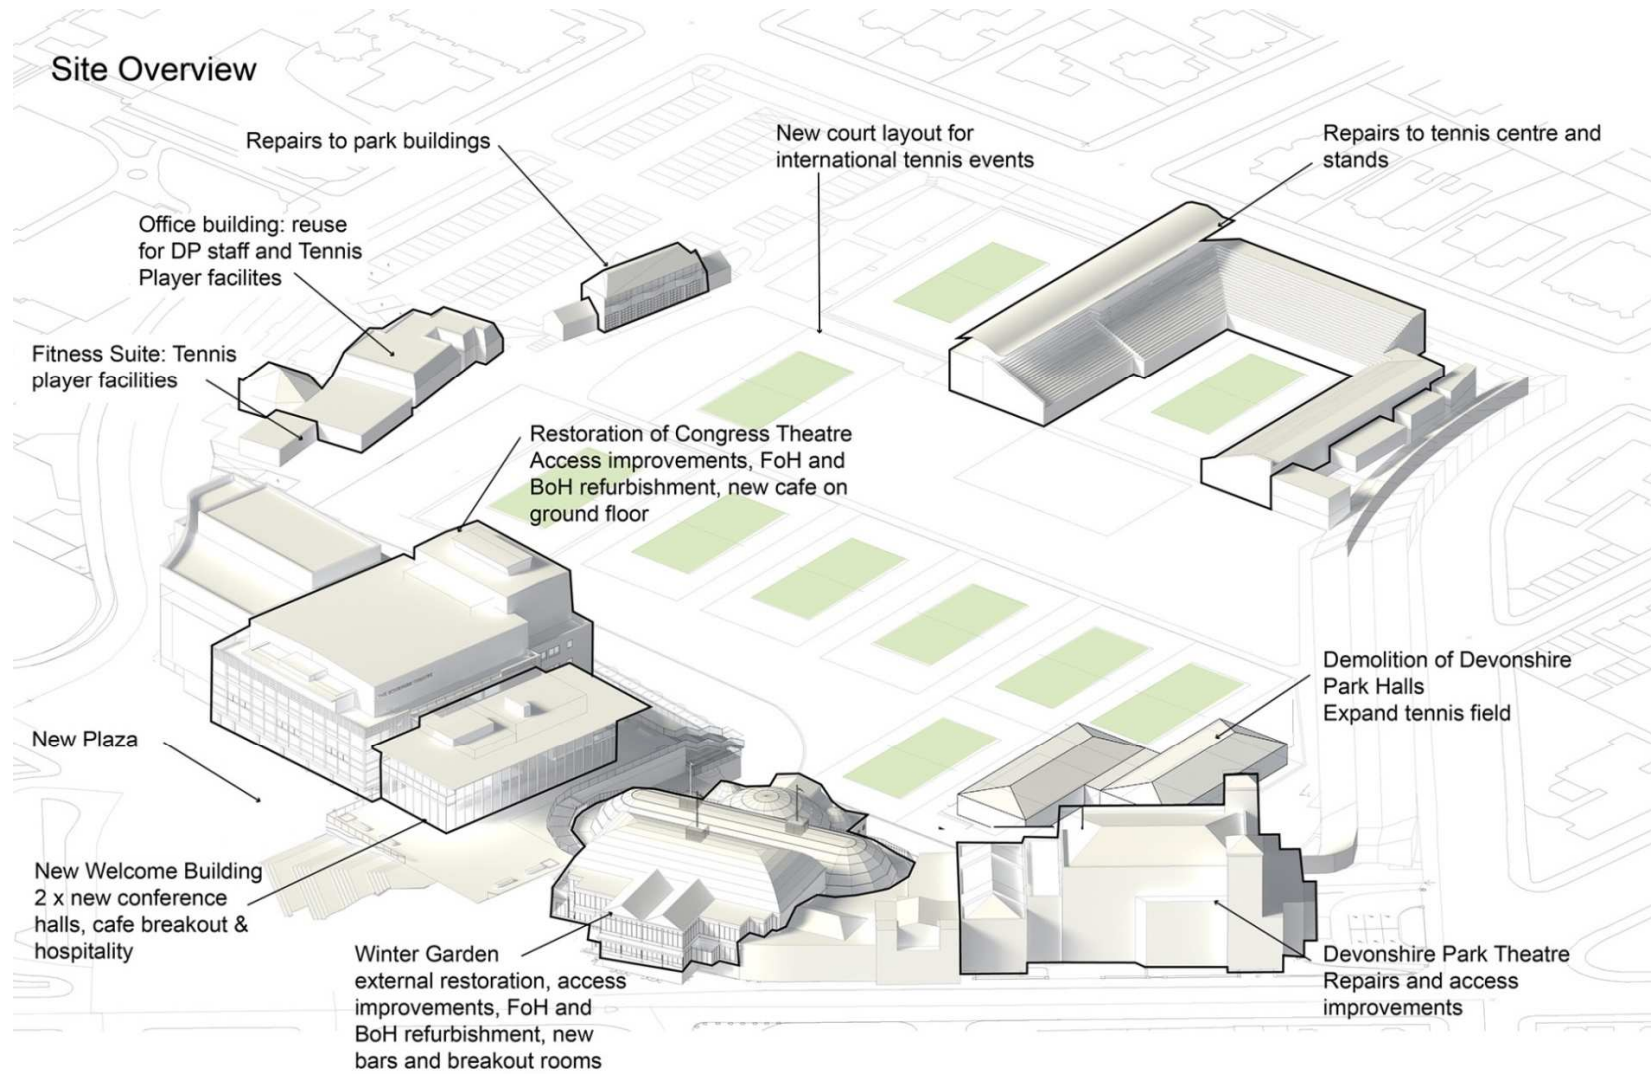 Site Overview
Repairs to park buildings
New court layout for
international tennis events
Repairs to tennis centre and
stands
Office building: reuse
for DP staff and Tennis
Player facilites
Fitness Suite: Tennis
player facilities
Restoration of Congress Theatre
Access improvements, FoH and
BoH refurbishment, new cafe on
ground floor
Demolition of Devonshire
Park Halls
Expand tennis field
New Plaza
New Welcome Building
2 x new conference
halls, cafe breakout &
hospitality
Winter Garden
external restoration, access
improvements, FoH and
BoH refurbishment, new
bars and breakout rooms
Devonshire Park Theatre
Repairs and access
improvements